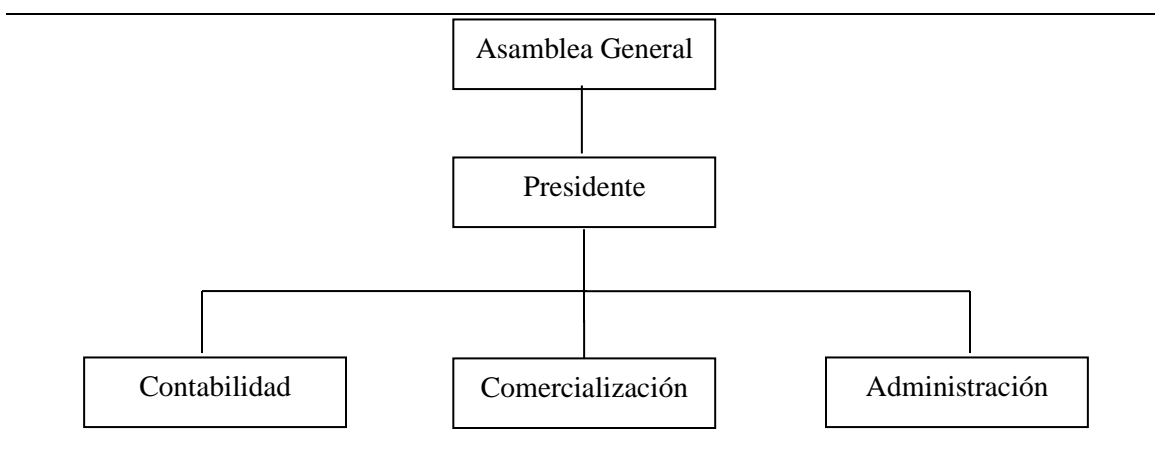 Asamblea General
Presidente
Contabilidad
Comercialización
Administración